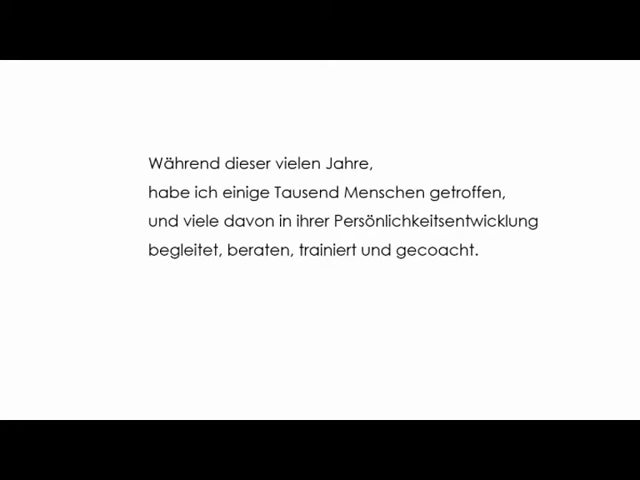 Während dieser vielen Jahre,
habe ich einige Tausend Menschen getroffen,
und viele davon in ihrer Persönlichkeitsentwicklung
begleitet, beraten, trainiert und gecoacht.